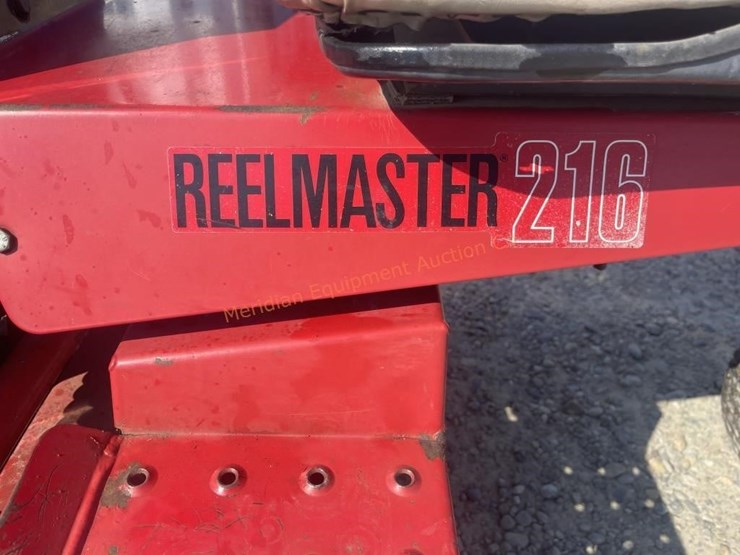 REELMASTER 216
Meridian Equipment Auction